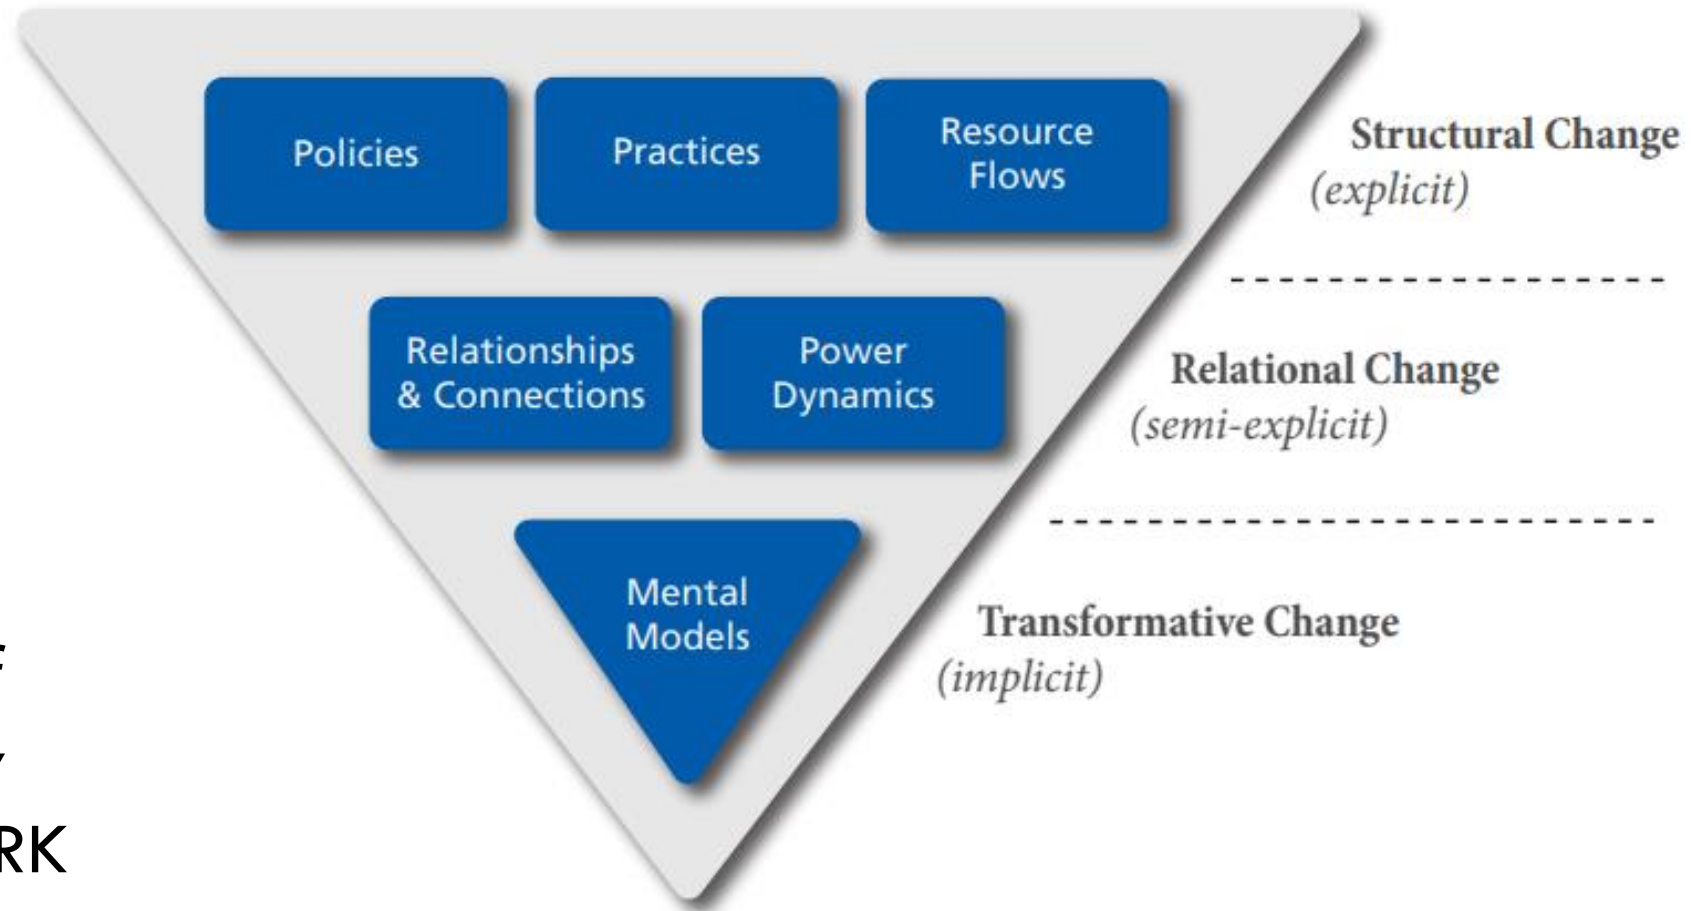 Policies
Practices
Resource
Flows
Structural Change
(explicit)
Relationships
& Connections
Power
Dynamics
Relational Change
(semi-explicit)
Mental
Models
Transformative Change
(implicit)
RK